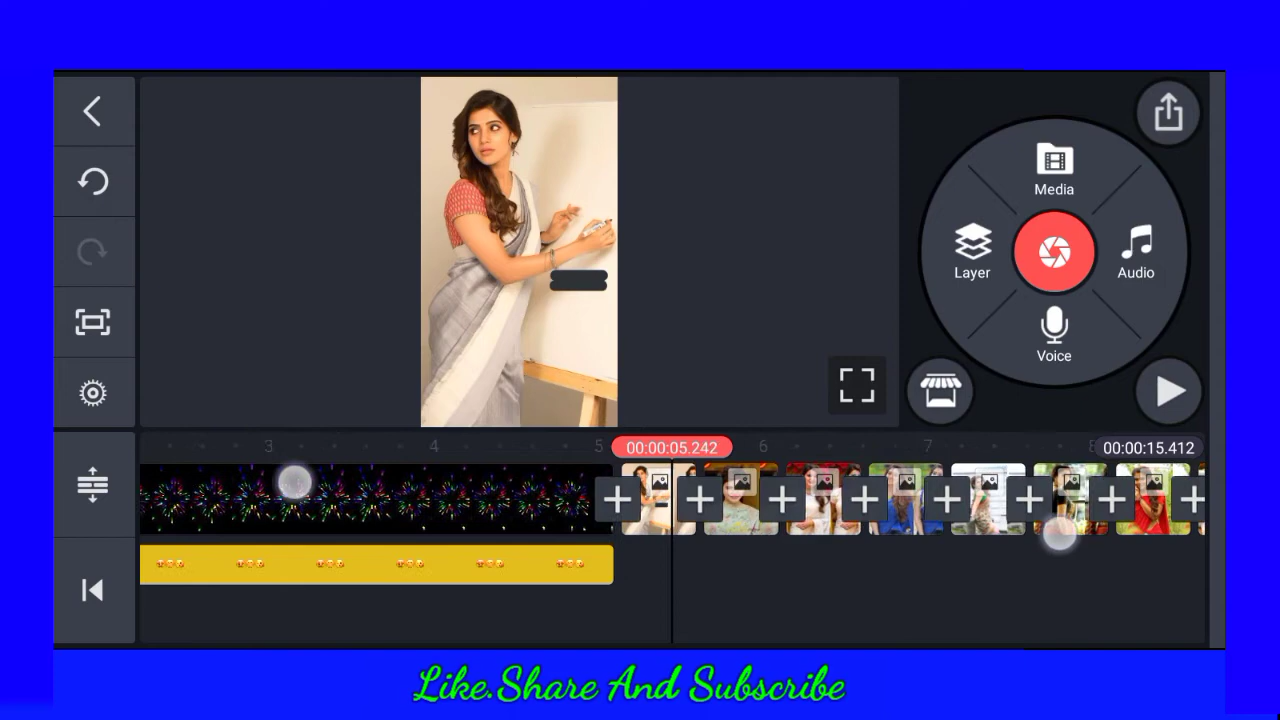 Media
Layer
Audio
Voice
3
4
5
00:00:05.242
6
7
8
00:00:15.412
Like.Share And Subscribe